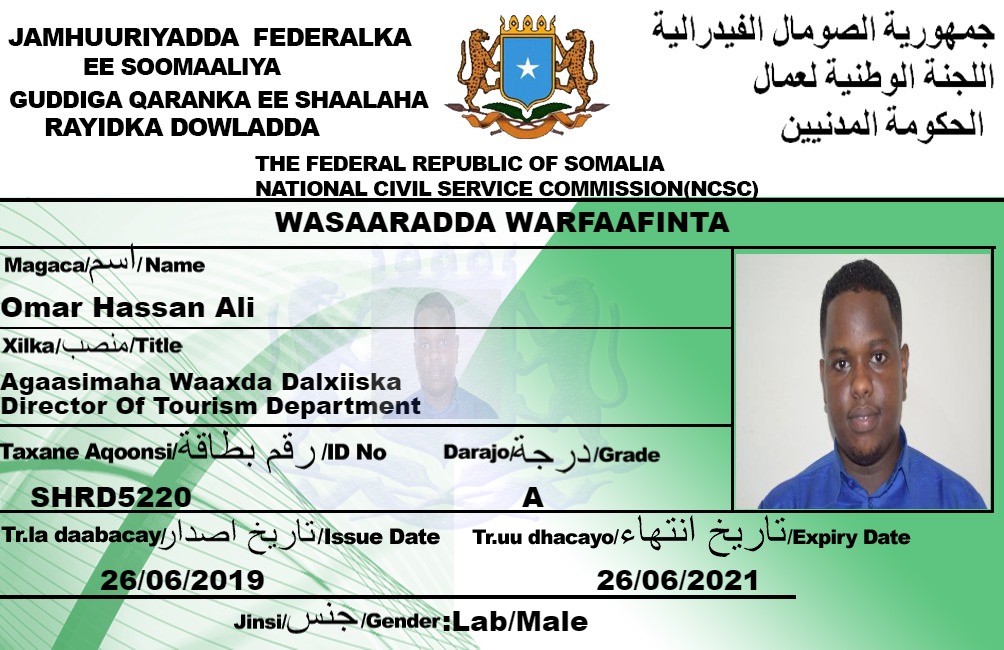 JAMHUURIYADDA FEDERALKA
EE SOOMAALIYA
GUDDIGA QARANKA EE SHAALAHA
RAYIDKA DOWLADDA
جمهورية الصومال الفيدرالية
اللجنة الوطنية لعمال
الحكومة المدنيين
THE FEDERAL REPUBLIC OF SOMALIA
NATIONAL CIVIL SERVICE COMMISSION(NCSC)
WASAARADDA WARFAAFINTA
Magaca/اسم/Name
Omar Hassan Ali
Xilka/منصب/Title
Agaasimaha Waaxda Dalxiiska
Director Of Tourism Department
Taxane Aqoonsi/رقم بطاقة/ID No
Darajo/درجة/Grade
SHRD5220
A
Tr.la daabacay/تاريخ اصدار/Issue Date
Tr.uu dhacayo/تاريخ انتهاء/Expiry Date
26/06/2019
26/06/2021
Jinsi/جنس/Gender:Lab/Male